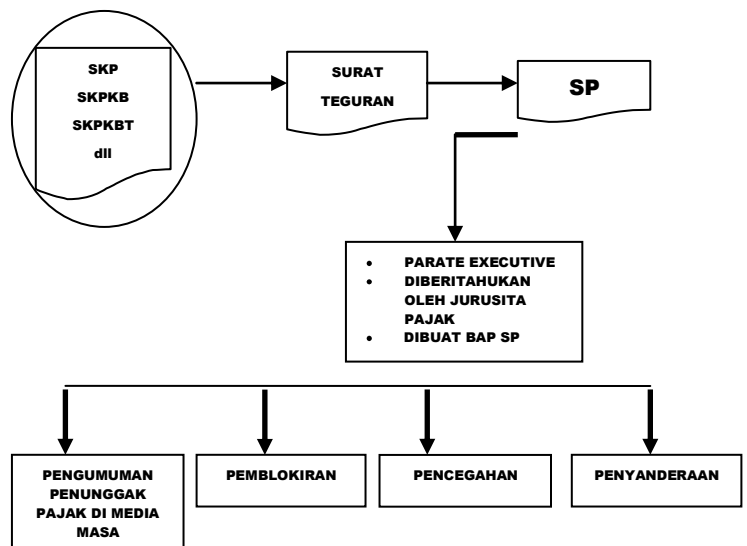 SKP
SKPKB
SKPKBT
dll
SURAT
TEGURAN
SP
• PARATE EXECUTIVE
• DIBERITAHUKAN
OLEH JURUSITA
PAJAK
• DIBUAT BAP SP
PENGUMUMAN
PENUNGGAK
PAJAK DI MEDIA
MASA
PEMBLOKIRAN
PENCEGAHAN
PENYANDERAAN